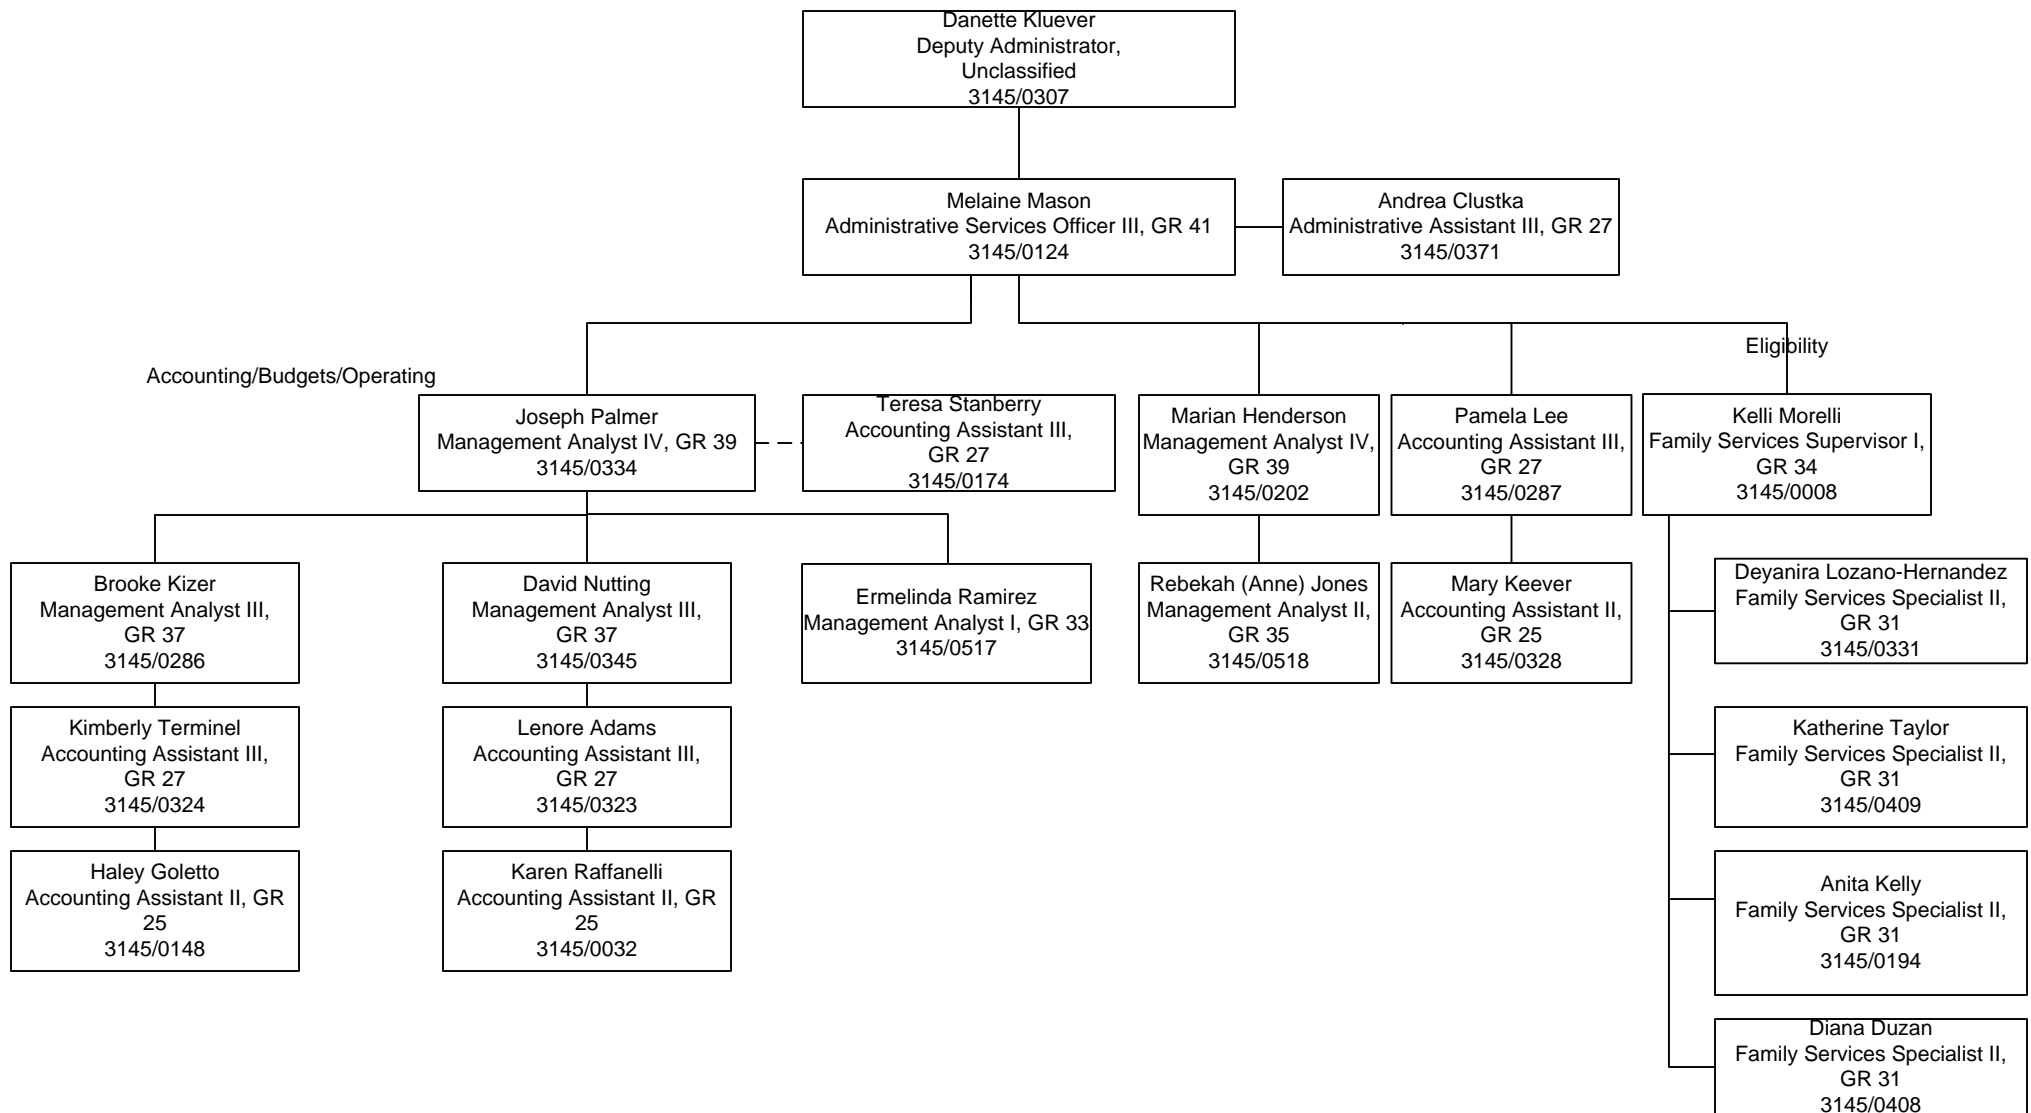 Danette Kluever
Deputy Administrator,
Unclassified
3145/0307
Melaine Mason
Administrative Services Officer III, GR 41
3145/0124
Andrea Clustka
Administrative Assistant III, GR 27
3145/0371
Accounting/Budgets/Operating
Eligibility
Joseph Palmer
Management Analyst IV, GR 39
3145/0334
Teresa Stanberry
Accounting Assistant III,
GR 27
3145/0174
Marian Henderson
Management Analyst IV,
GR 39
3145/0202
Pamela Lee
Accounting Assistant III,
GR 27
3145/0287
Kelli Morelli
Family Services Supervisor I,
GR 34
3145/0008
Brooke Kizer
Management Analyst III,
GR 37
3145/0286
David Nutting
Management Analyst III,
GR 37
3145/0345
Ermelinda Ramirez
Management Analyst I, GR 33
3145/0517
Rebekah (Anne) Jones
Management Analyst II,
GR 35
3145/0518
Mary Keever
Accounting Assistant II,
GR 25
3145/0328
Deyanira Lozano-Hernandez
Family Services Specialist II,
GR 31
3145/0331
Kimberly Terminel
Accounting Assistant III,
GR 27
3145/0324
Lenore Adams
Accounting Assistant III,
GR 27
3145/0323
Katherine Taylor
Family Services Specialist II,
GR 31
3145/0409
Haley Goletto
Accounting Assistant II, GR
25
3145/0148
Karen Raffanelli
Accounting Assistant II, GR
25
3145/0032
Anita Kelly
Family Services Specialist II,
GR 31
3145/0194
Diana Duzan
Family Services Specialist II,
GR 31
3145/0408